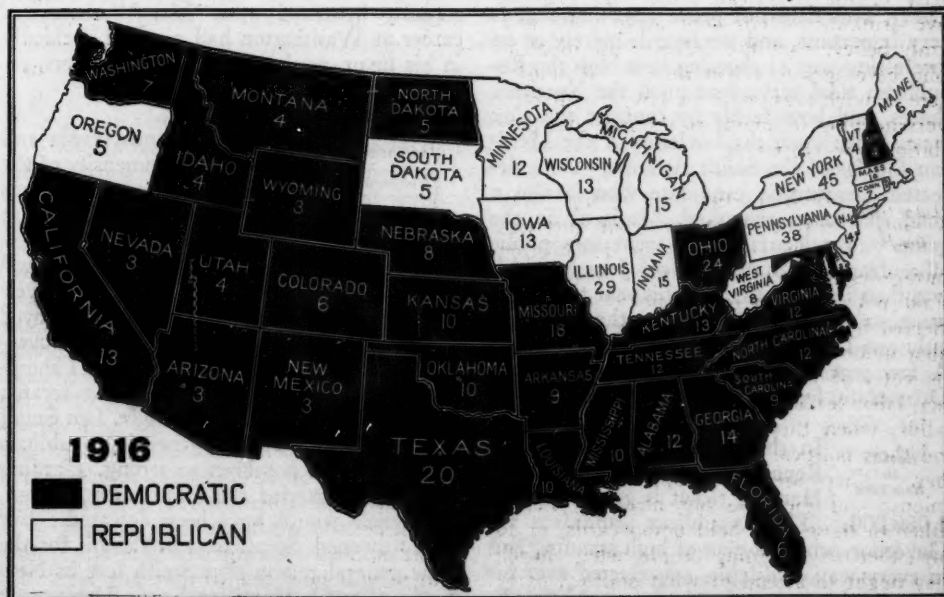 WASHINGTON
7
MONTANA
4
NORTH
DAKOTA
5
MINNESOTA
12
OREGON
5
IDAHO
4
WYOMING
3
SOUTH
DAKOTA
5
WISCONSIN
13
MICHNIGAN
15
MAINE
6
VT
4
MASS
18
CONN
7
NEW YORK
45
PENNSYLVANIA
38
N.J.
14
CALIFORNIA
13
NEVADA
3
UTAH
4
COLORADO
6
NEBRASKA
8
KANSAS
10
IOWA
13
ILLINOIS
29
INDIANA
15
OHIO
24
WEST
VIRGINIA
8
VIRGINIA
12
MISSOURI
18
KENTUCKY
13
ARIZONA
3
NEW
MEXICO
3
OKLAHOMA
10
ARKANSAS
9
TENNESSEE
12
NORTH CAROLINA
12
SOUTH
CAROLINA
9
TEXAS
20
LOUISIANA
10
MISSISSIPPI
10
ALABAMA
12
GEORGIA
14
FLORIDA
6
1916
DEMOCRATIC
REPUBLICAN